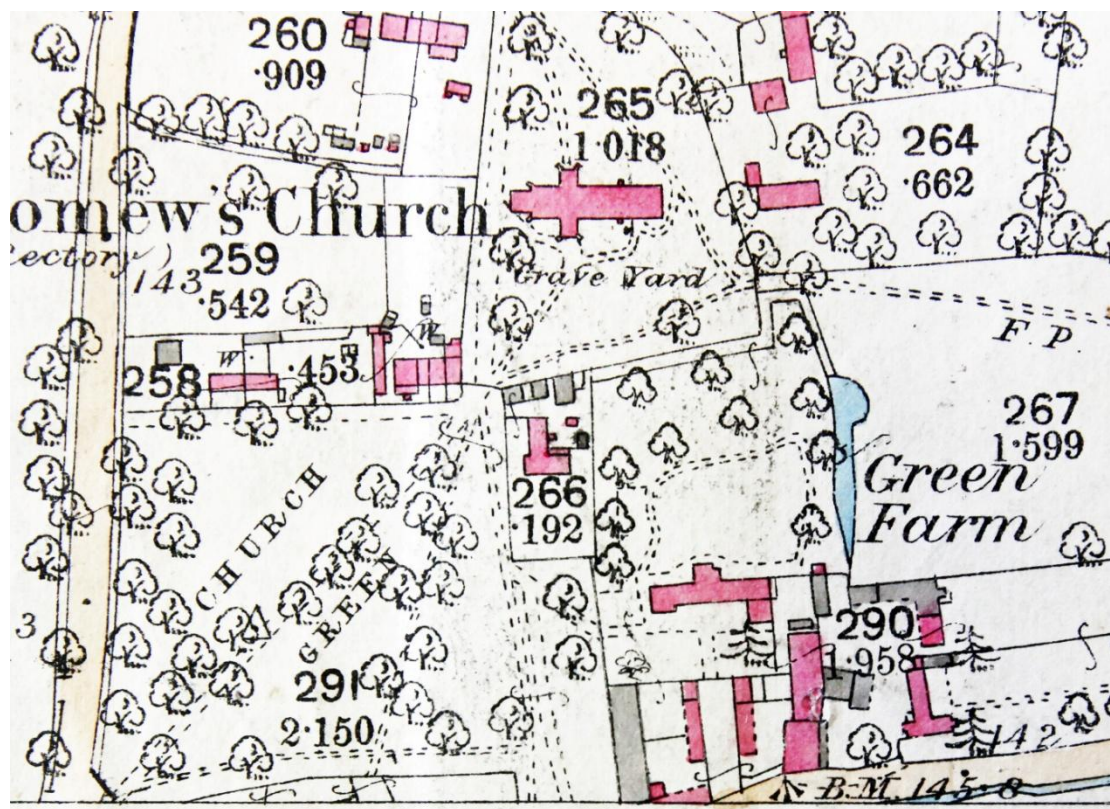 260
·909
265
1·018
264
·662
omew's Church
ectory)
143
259
·542
Grave Yard
F. P
W
W
258
·453
267
1·599
Green
Farm
266
·192
CHURCH
GREEN
3
290
·958
291
2·150
142
B.M. 145·8